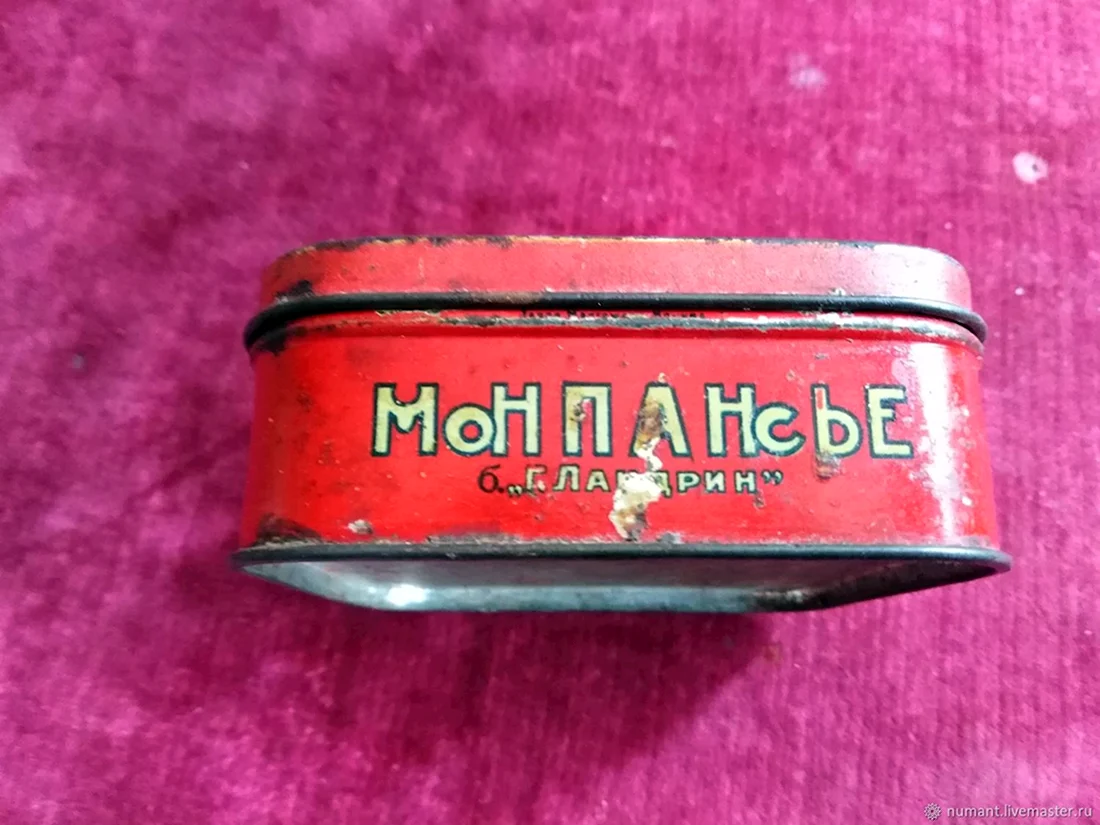 МоНПАНсЬЕ
б. „Г. Ландрин”
numant.livemaster.ru